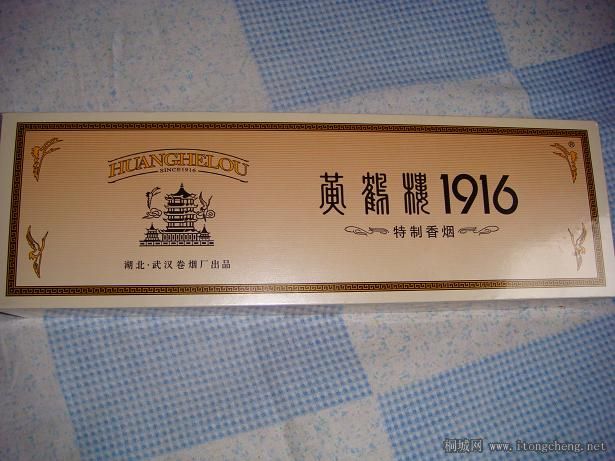 HUANGHELOU
SINCE1916
湖北·武汉卷烟厂出品
黄鹤楼1916
特制香烟
®
桐城网 www.itongcheng.net